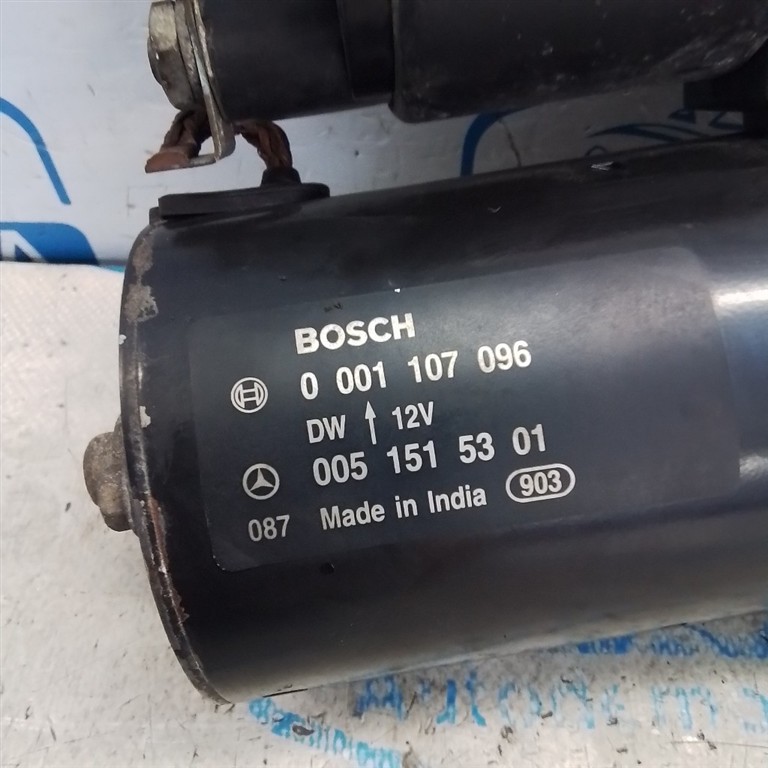 BOSCH
0 001 107 096
DW ↑ 12V
005 151 53 01
087 Made in India 903